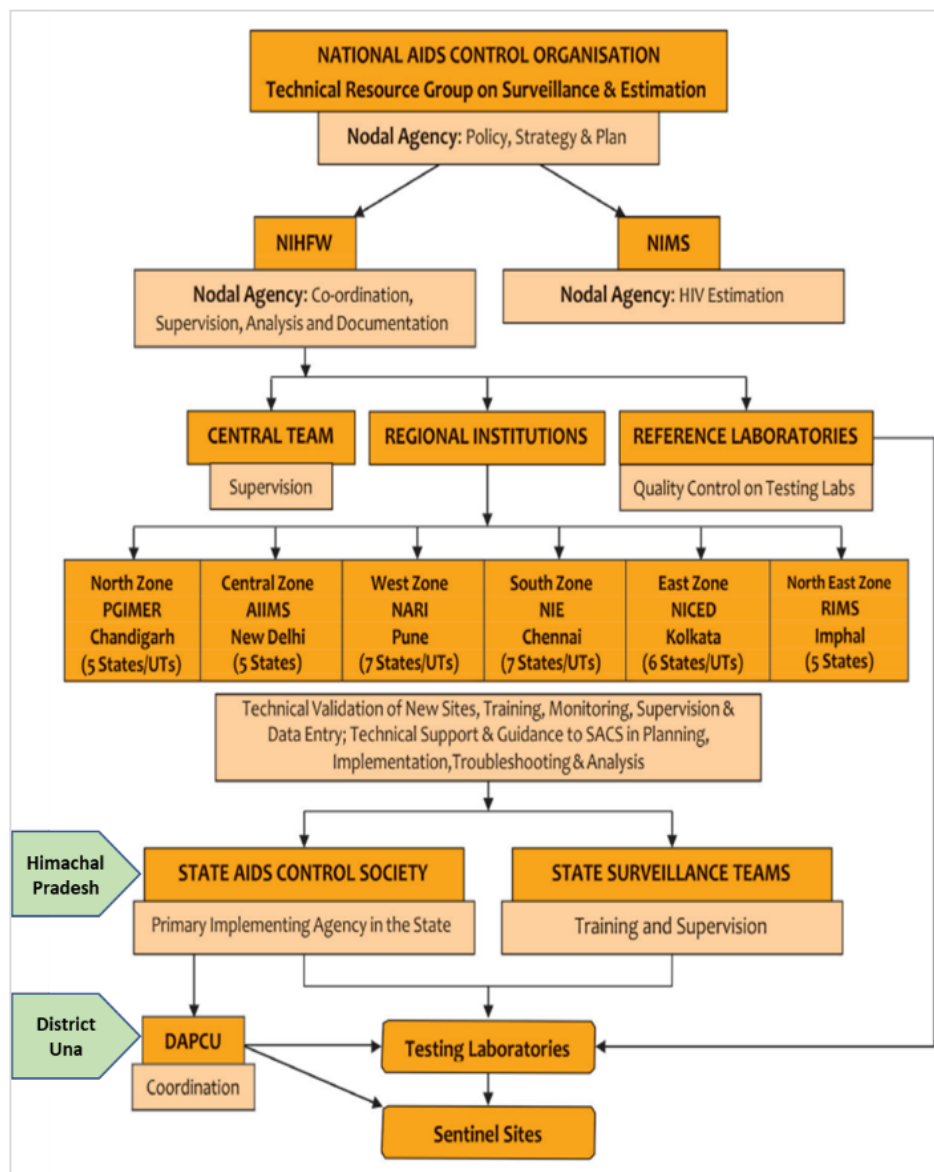 NATIONAL AIDS CONTROL ORGANISATION
Technical Resource Group on Surveillance & Estimation
Nodal Agency: Policy, Strategy & Plan
NIHFW
Nodal Agency: Co-ordination,
Supervision, Analysis and Documentation
NIMS
Nodal Agency: HIV Estimation
CENTRAL TEAM
Supervision
REGIONAL INSTITUTIONS
REFERENCE LABORATORIES
Quality Control on Testing Labs
North Zone
PGIMER
Chandigarh
(5 States/UTs)
Central Zone
AIIMS
New Delhi
(5 States)
West Zone
NARI
Pune
(7 States/UTs)
South Zone
NIE
Chennai
(7 States/UTs)
East Zone
NICED
Kolkata
(6 States/UTs)
North East Zone
RIMS
Imphal
(5 States)
Technical Validation of New Sites, Training, Monitoring, Supervision &
Data Entry; Technical Support & Guidance to SACS in Planning,
Implementation,Troubleshooting & Analysis
Himachal
Pradesh
STATE AIDS CONTROL SOCIETY
Primary Implementing Agency in the State
STATE SURVEILLANCE TEAMS
Training and Supervision
District
Una
DAPCU
Coordination
Testing Laboratories
Sentinel Sites